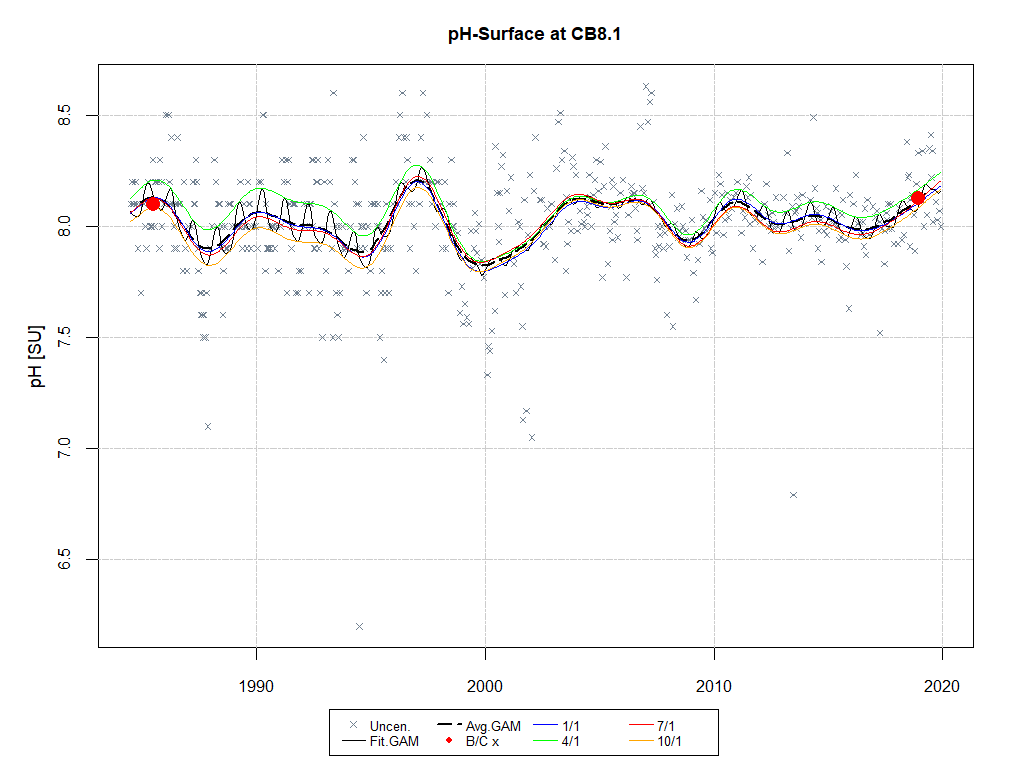 pH-Surface at CB8.1
8.5
8.0
7.5
7.0
6.5
pH [SU]
1990 2000 2010 2020
Uncen. Avg.GAM 1/1 7/1
Fit.GAM B/C x 4/1 10/1